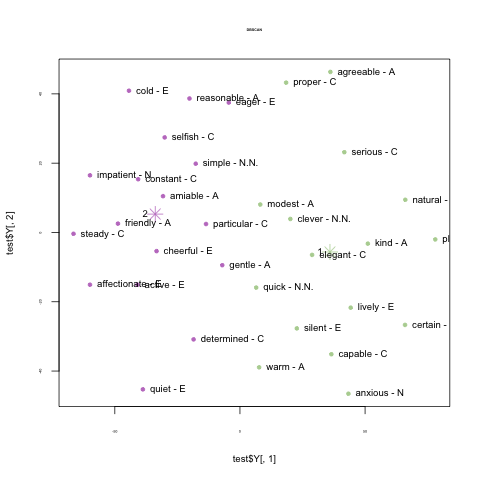 DBSCAN
agreeable - A
proper - C
cold - E
reasonable - A
eager - E
selfish - C
serious - C
simple - N.N.
impatient - N
constant - C
amiable - A
natural -
modest - A
2
friendly - A
particular - C
clever - N.N.
steady - C
pl
kind - A
cheerful - E
1
elegant - C
gentle - A
affectionate - E
active - E
quick - N.N.
lively - E
silent - E
certain -
determined - C
capable - C
warm - A
quiet - E
anxious - N
test$Y[, 2]
test$Y[, 1]